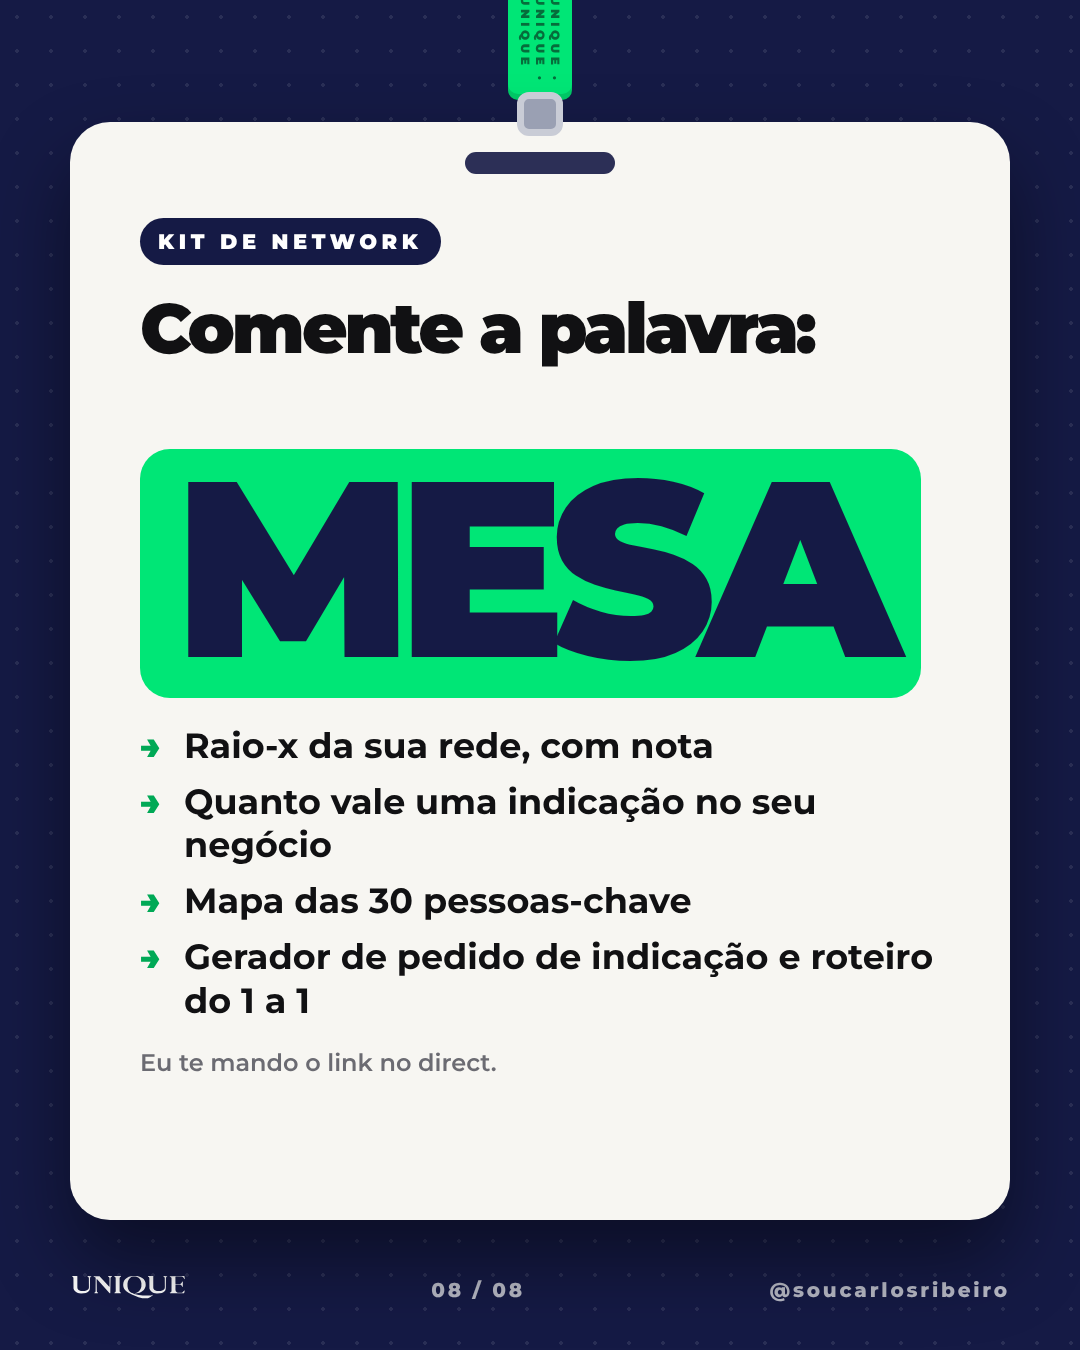 UNIQUE
UNIQUE ·
UNIQUE ·
KIT DE NETWORK
Comente a palavra:
MESA
→ Raio-x da sua rede, com nota
→ Quanto vale uma indicação no seu
negócio
→ Mapa das 30 pessoas-chave
→ Gerador de pedido de indicação e roteiro
do 1 a 1
Eu te mando o link no direct.
UNIQUE
08 / 08
@soucarlosribeiro